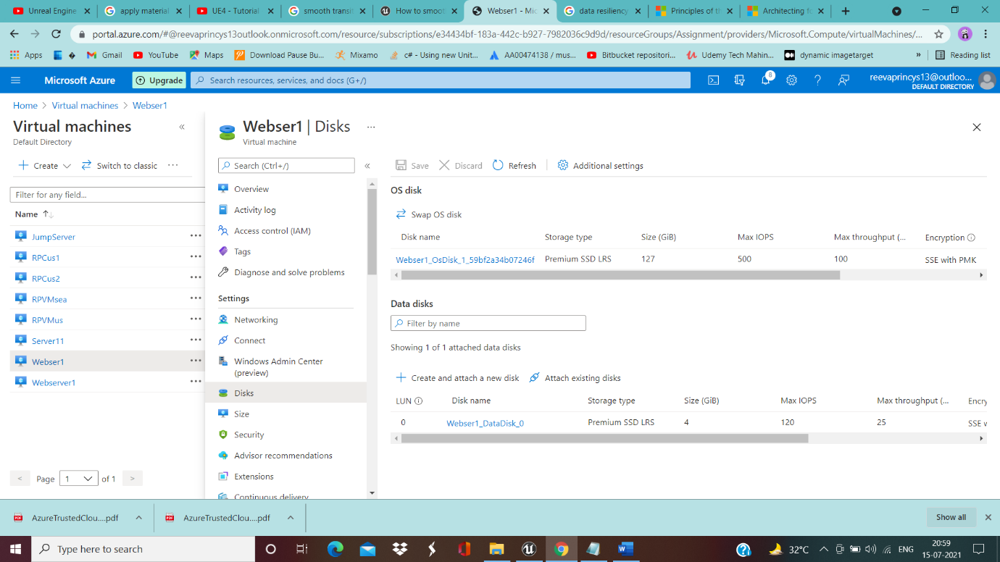 Unreal Engine
apply material
UE4 - Tutorial
smooth transit
How to smoot
Webser1 - Mic
data resiliency
Principles of th
Architecting fo
portal.azure.com/#@reevaprincys13outlook.onmicrosoft.com/resource/subscriptions/e34434bf-183a-442c-b927-7982036c9d9d/resourceGroups/Assignment/providers/Microsoft.Compute/virtualMachines/...
Apps
Gmail
YouTube
Maps
Download Pause Bu...
Mixamo
c# - Using new Unit...
AA00474138 / mus...
Bitbucket repositori...
Udemy Tech Mahin...
dynamic imagetarget
»
Reading list
Microsoft Azure
Upgrade
Search resources, services, and docs (G+/)
8
reevaprincys13@outloo...
DEFAULT DIRECTORY
Home > Virtual machines > Webser1
Virtual machines «
Default Directory
Create
Switch to classic
...
Filter for any field...
Name
JumpServer
RPCus1
RPCus2
RPVMsea
RPVMus
Server11
Webser1
Webserver1
< Page 1 of 1 >
Webser1 | Disks ...
Virtual machine
Search (Ctrl+/) «
Overview
Activity log
Access control (IAM)
Tags
Diagnose and solve problems
Settings
Networking
Connect
Windows Admin Center
(preview)
Disks
Size
Security
Advisor recommendations
Extensions
Continuous delivery
Save
Discard
Refresh
Additional settings
OS disk
Swap OS disk
Disk name Storage type Size (GiB) Max IOPS Max throughput (... Encryption
Webser1_OsDisk_1_59bf2a34b07246f Premium SSD LRS 127 500 100 SSE with PMK
Data disks
Filter by name
Showing 1 of 1 attached data disks
Create and attach a new disk
Attach existing disks
LUN Disk name Storage type Size (GiB) Max IOPS Max throughput (... Encry
0 Webser1_DataDisk_0 Premium SSD LRS 4 120 25 SSE v
AzureTrustedClou....pdf
AzureTrustedClou....pdf
Show all
Type here to search
32°C
ENG
20:59
15-07-2021